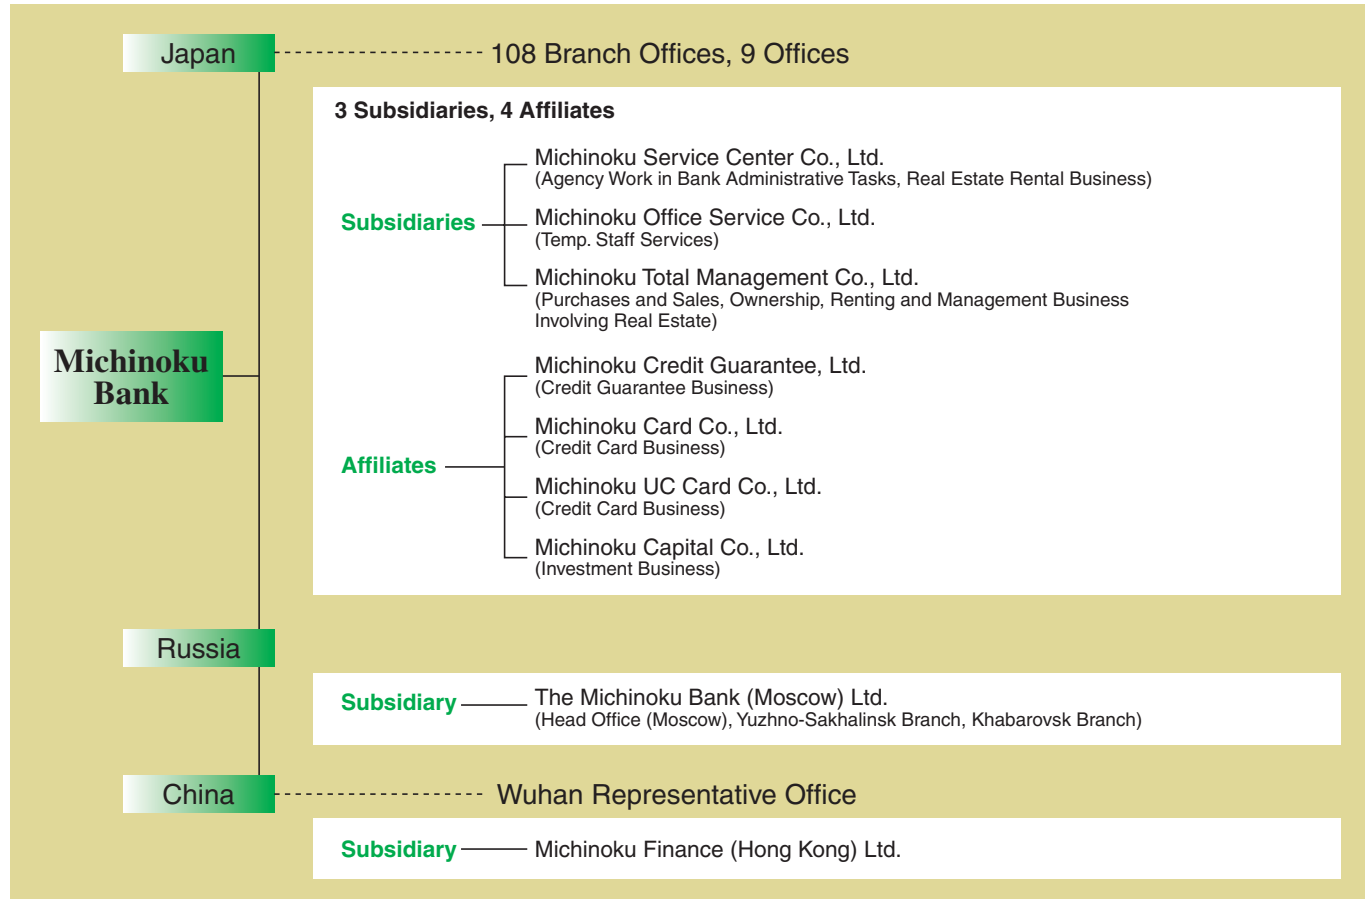 Japan
108 Branch Offices, 9 Offices
3 Subsidiaries, 4 Affiliates
Subsidiaries
Michinoku Service Center Co., Ltd.
(Agency Work in Bank Administrative Tasks, Real Estate Rental Business)
Michinoku Office Service Co., Ltd.
(Temp. Staff Services)
Michinoku Total Management Co., Ltd.
(Purchases and Sales, Ownership, Renting and Management Business
Involving Real Estate)
Michinoku
Bank
Affiliates
Michinoku Credit Guarantee, Ltd.
(Credit Guarantee Business)
Michinoku Card Co., Ltd.
(Credit Card Business)
Michinoku UC Card Co., Ltd.
(Credit Card Business)
Michinoku Capital Co., Ltd.
(Investment Business)
Russia
Subsidiary
The Michinoku Bank (Moscow) Ltd.
(Head Office (Moscow), Yuzhno-Sakhalinsk Branch, Khabarovsk Branch)
China
Wuhan Representative Office
Subsidiary
Michinoku Finance (Hong Kong) Ltd.